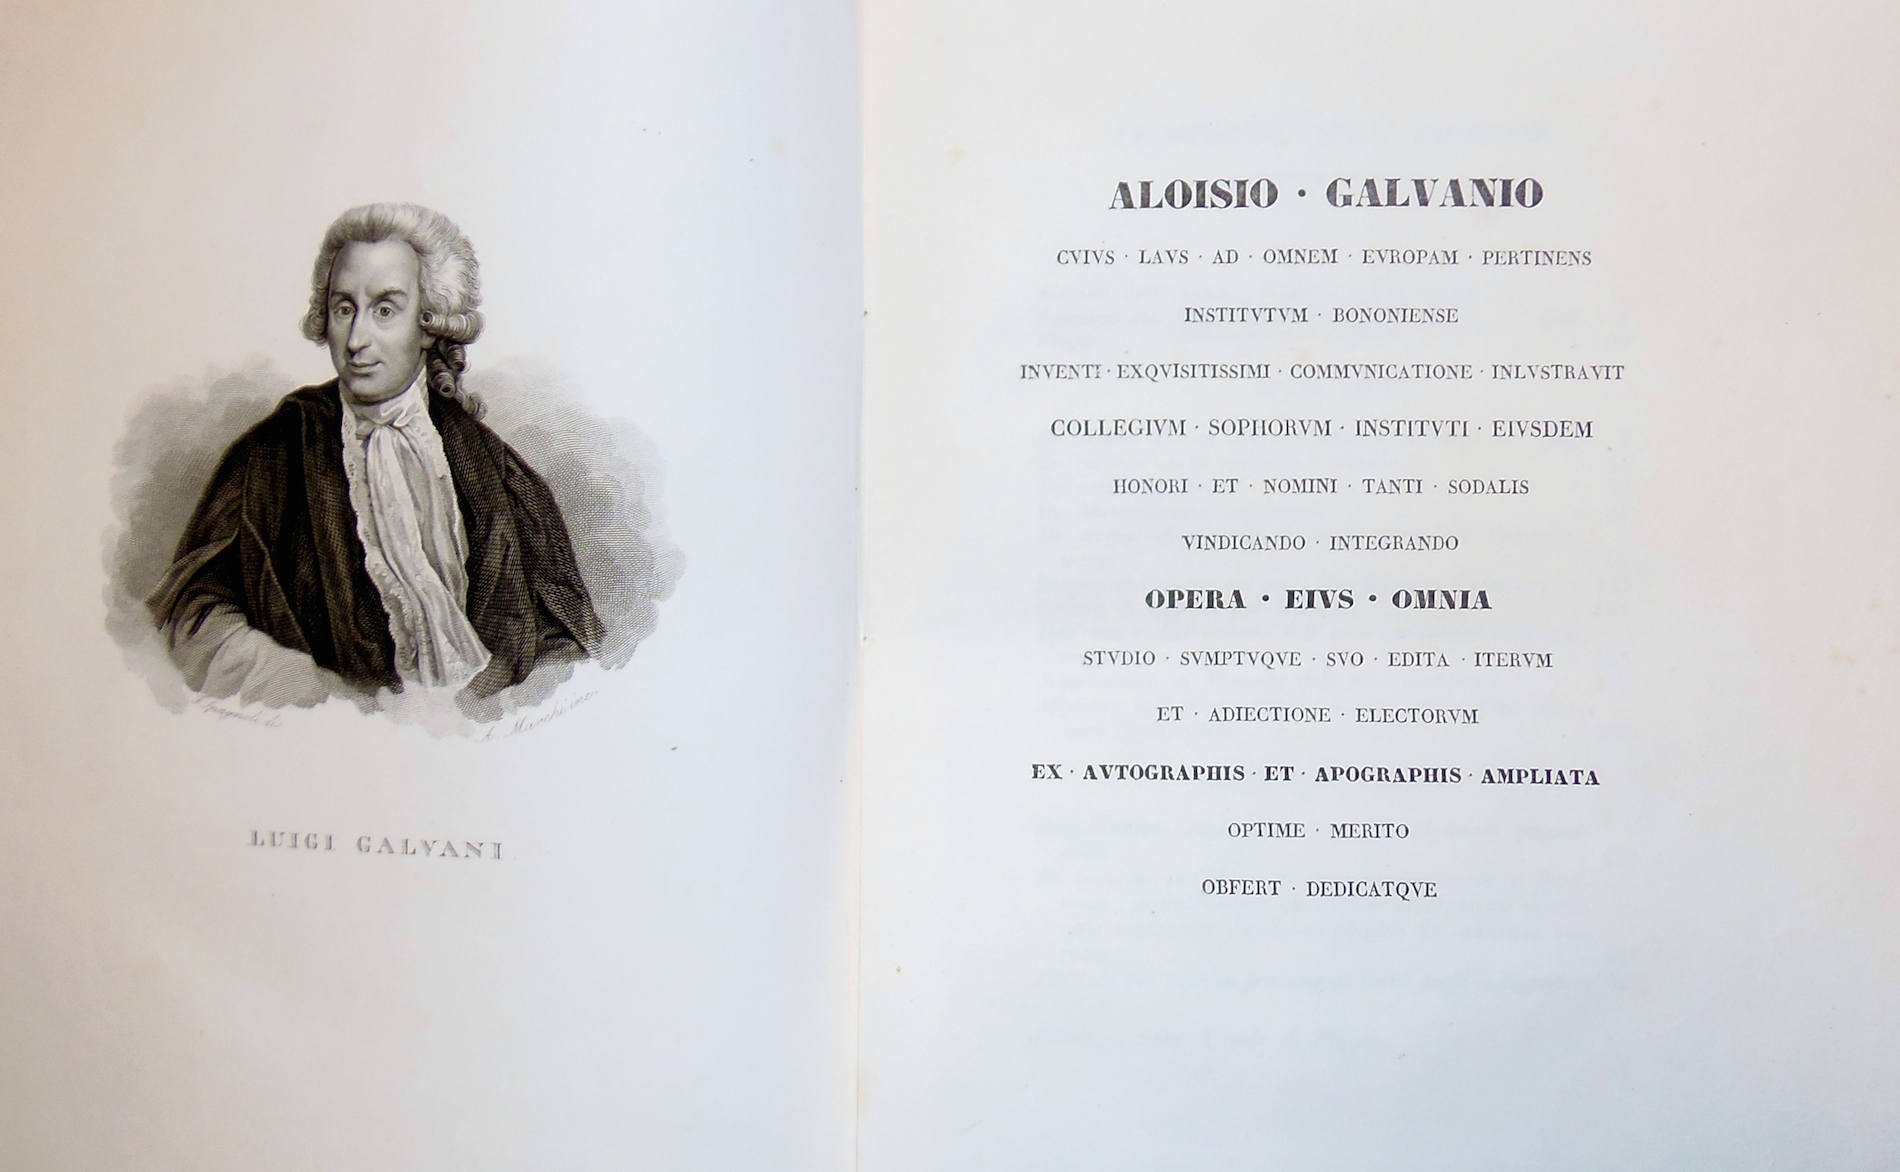 A. Marchi inc.
LUIGI GALVANI
ALOISIO · GALVANIO
CVIVS · LAVS · AD · OMNEM · EVROPAM · PERTINENS
INSTITVTVM · BONONIENSE
INVENTI · EXQVISITISSIMI · COMMVNICATIONE · INLVSTRAVIT
COLLEGIVM · SOPHORVM · INSTITVTI · EIVSDEM
HONORI · ET · NOMINI · TANTI · SODALIS
VINDICANDO · INTEGRANDO
OPERA · EIVS · OMNIA
STVDIO · SVMPTVQVE · SVO · EDITA · ITERVM
ET · ADIECTIONE · ELECTORVM
EX · AVTOGRAPHIS · ET · APOGRAPHIS · AMPLIATA
OPTIME · MERITO
OBFERT · DEDICATQVE